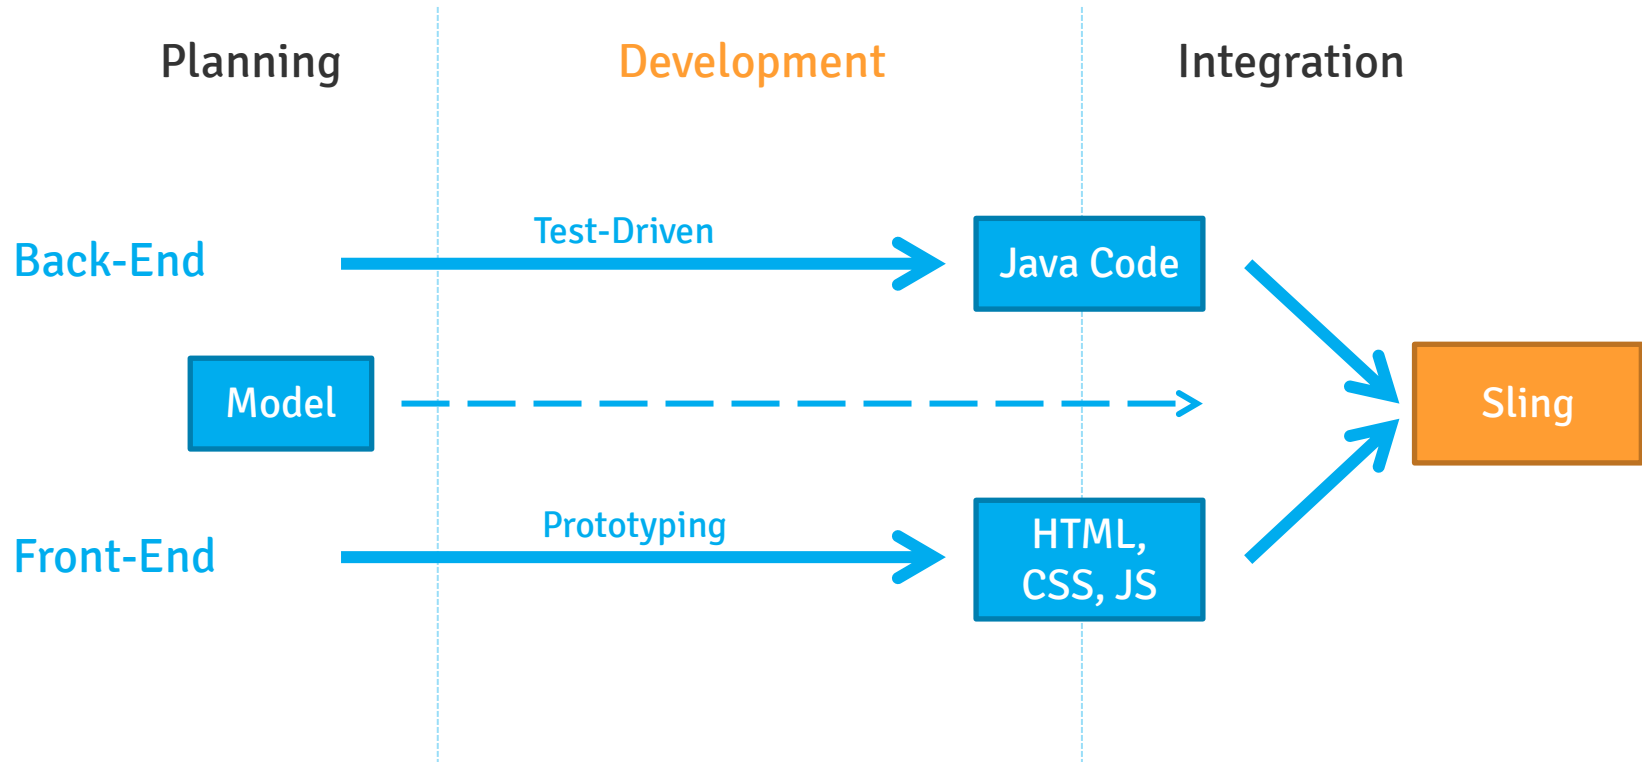 Planning
Development
Integration
Test-Driven
Back-End
Java Code
Model
Sling
Prototyping
Front-End
HTML,
CSS, JS